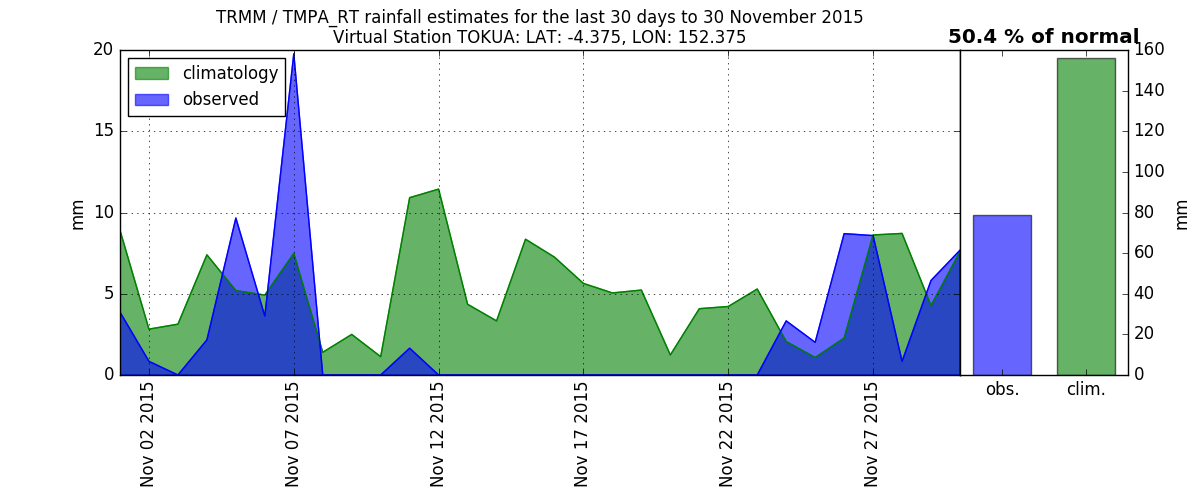 TRMM / TMPA_RT rainfall estimates for the last 30 days to 30 November 2015
Virtual Station TOKUA: LAT: -4.375, LON: 152.375
50.4 % of normal
climatology
observed
mm
20
15
10
5
0
Nov 02 2015
Nov 07 2015
Nov 12 2015
Nov 17 2015
Nov 22 2015
Nov 27 2015
obs.
clim.
160
140
120
100
80
60
40
20
0
mm